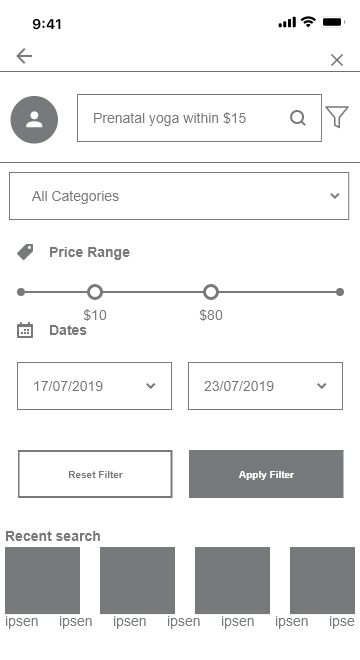 9:41
Prenatal yoga within $15
All Categories
Price Range
$10 $80
Dates
17/07/2019 23/07/2019
Reset Filter Apply Filter
Recent search
ipsen ipsen ipsen ipsen ipsen ipsen ipse